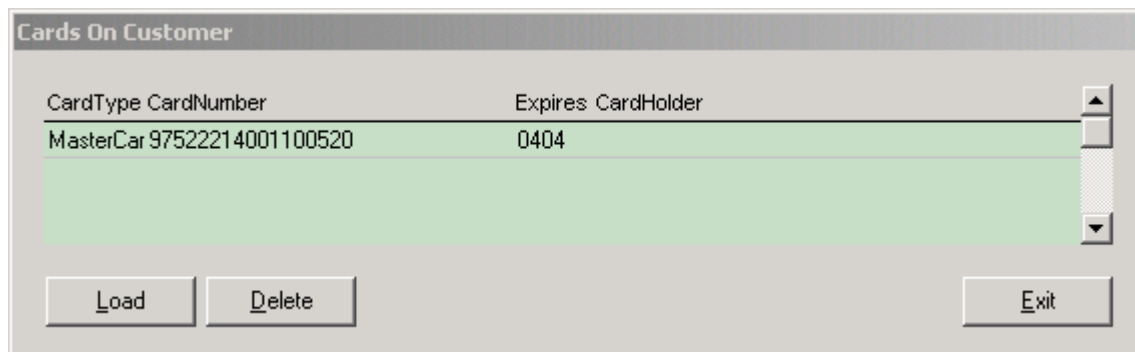 Cards On Customer
CardType CardNumber Expires CardHolder
MasterCar 97522214001100520 0404
Load Delete Exit